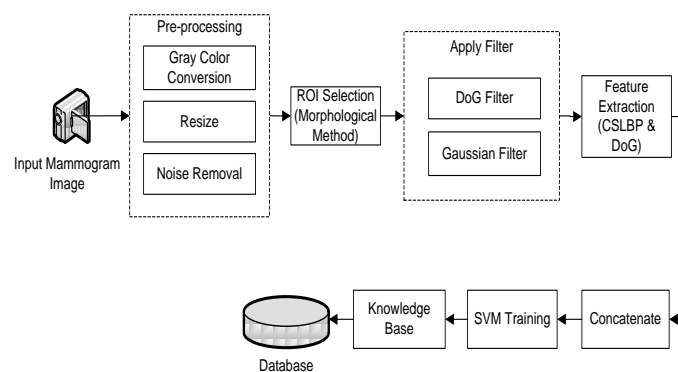 Pre-processing
Gray Color
Conversion
Resize
Noise Removal
Input Mammogram
Image
ROI Selection
(Morphological
Method)
Apply Filter
DoG Filter
Gaussian Filter
Feature
Extraction
(CSLBP &
DoG)
Concatenate
SVM Training
Knowledge
Base
Database